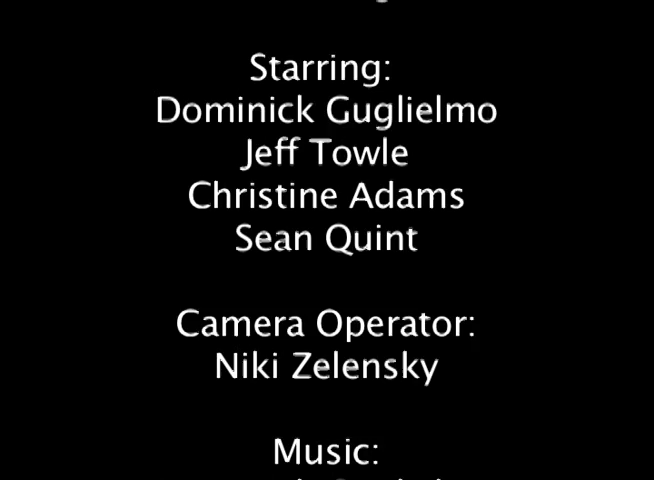 Starring:
Dominick Guglielmo
Jeff Towle
Christine Adams
Sean Quint
Camera Operator:
Niki Zelensky
Music: